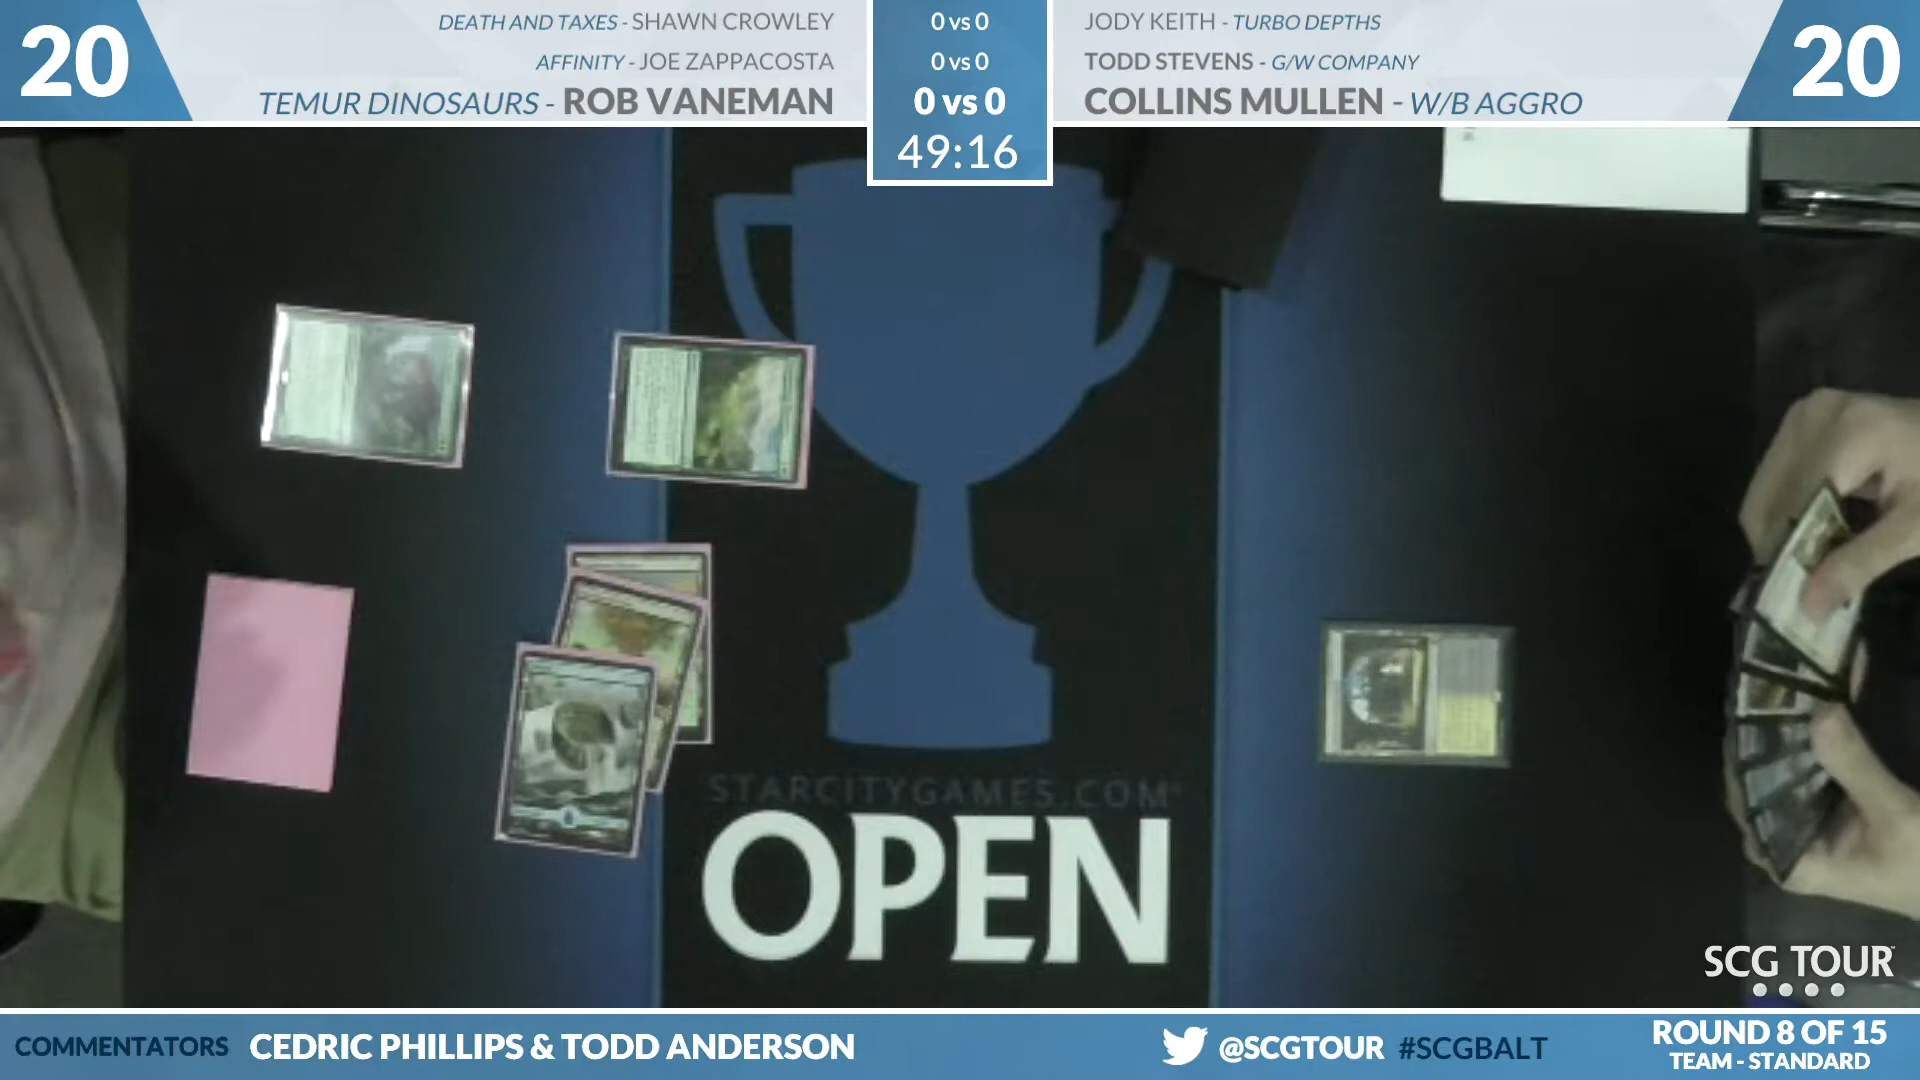 20
DEATH AND TAXES - SHAWN CROWLEY
0 vs 0
JODY KEITH - TURBO DEPTHS
20
AFFINITY - JOE ZAPPACOSTA
0 vs 0
TODD STEVENS - G/W COMPANY
TEMUR DINOSAURS - ROB VANEMAN
0 vs 0
COLLINS MULLEN - W/B AGGRO
49:16
STARCITYGAMES.COM
OPEN
SCG TOUR
COMMENTATORS CEDRIC PHILLIPS & TODD ANDERSON
@SCGTOUR #SCGBALT
ROUND 8 OF 15
TEAM - STANDARD